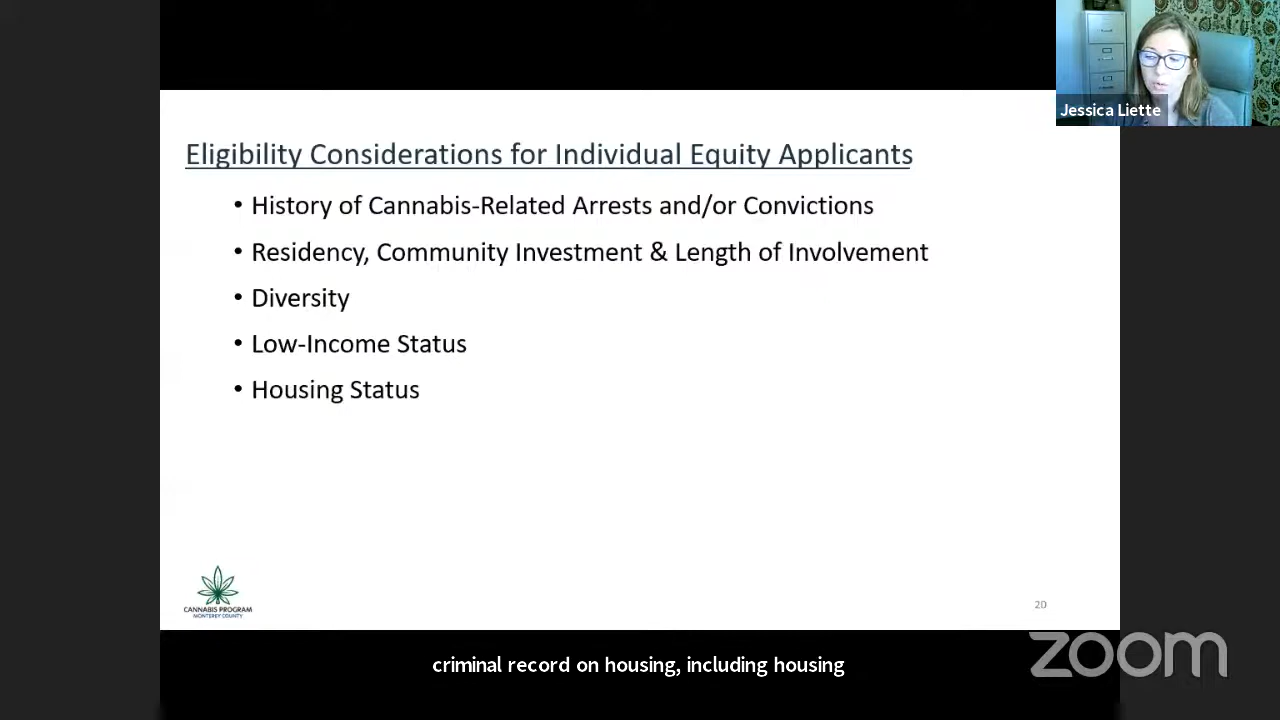 Jessica Liette
Eligibility Considerations for Individual Equity Applicants
• History of Cannabis-Related Arrests and/or Convictions
• Residency, Community Investment & Length of Involvement
• Diversity
• Low-Income Status
• Housing Status
CANNABIS PROGRAM
MONTEREY COUNTY
20
criminal record on housing, including housing
zoom